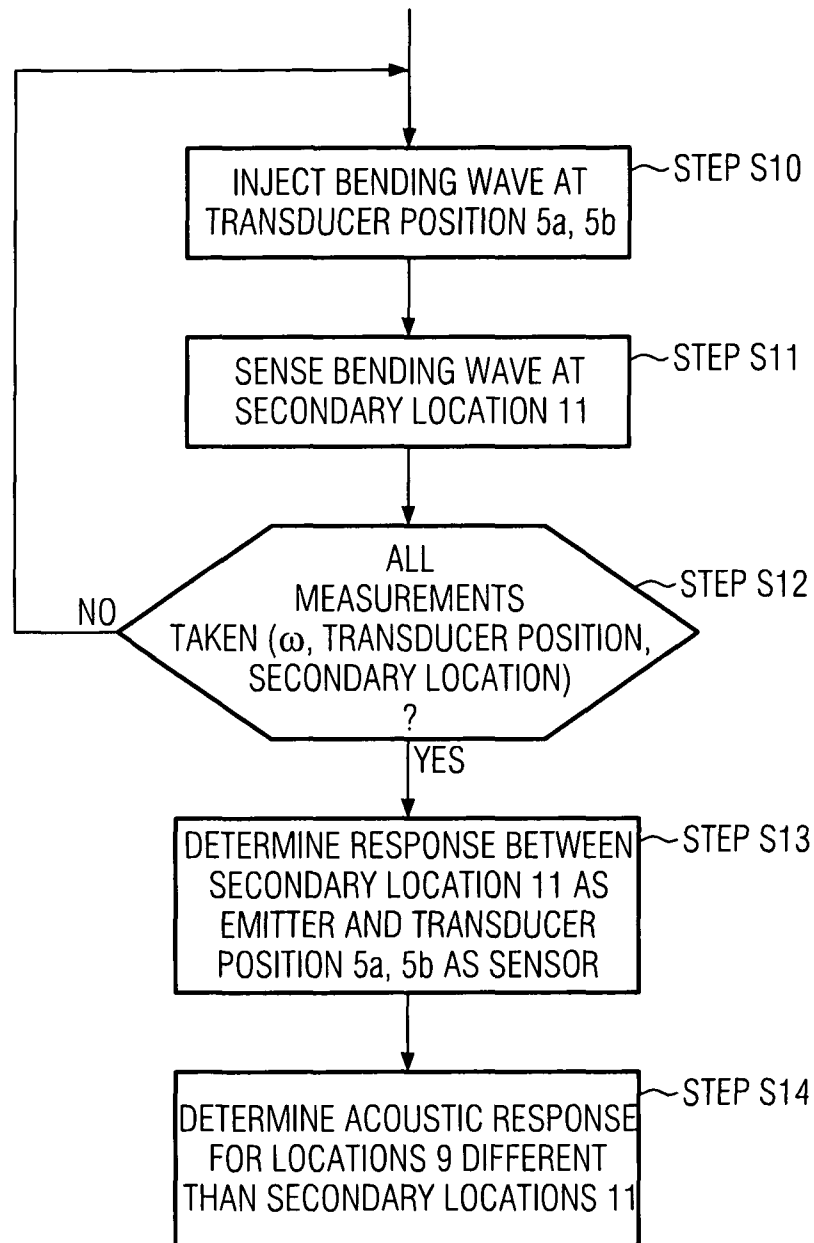 INJECT BENDING WAVE AT
TRANSDUCER POSITION 5a, 5b
STEP S10
SENSE BENDING WAVE AT
SECONDARY LOCATION 11
STEP S11
ALL
MEASUREMENTS
TAKEN (ω, TRANSDUCER POSITION,
SECONDARY LOCATION)
?
STEP S12
NO
YES
DETERMINE RESPONSE BETWEEN
SECONDARY LOCATION 11 AS
EMITTER AND TRANSDUCER
POSITION 5a, 5b AS SENSOR
STEP S13
DETERMINE ACOUSTIC RESPONSE
FOR LOCATIONS 9 DIFFERENT
THAN SECONDARY LOCATIONS 11
STEP S14